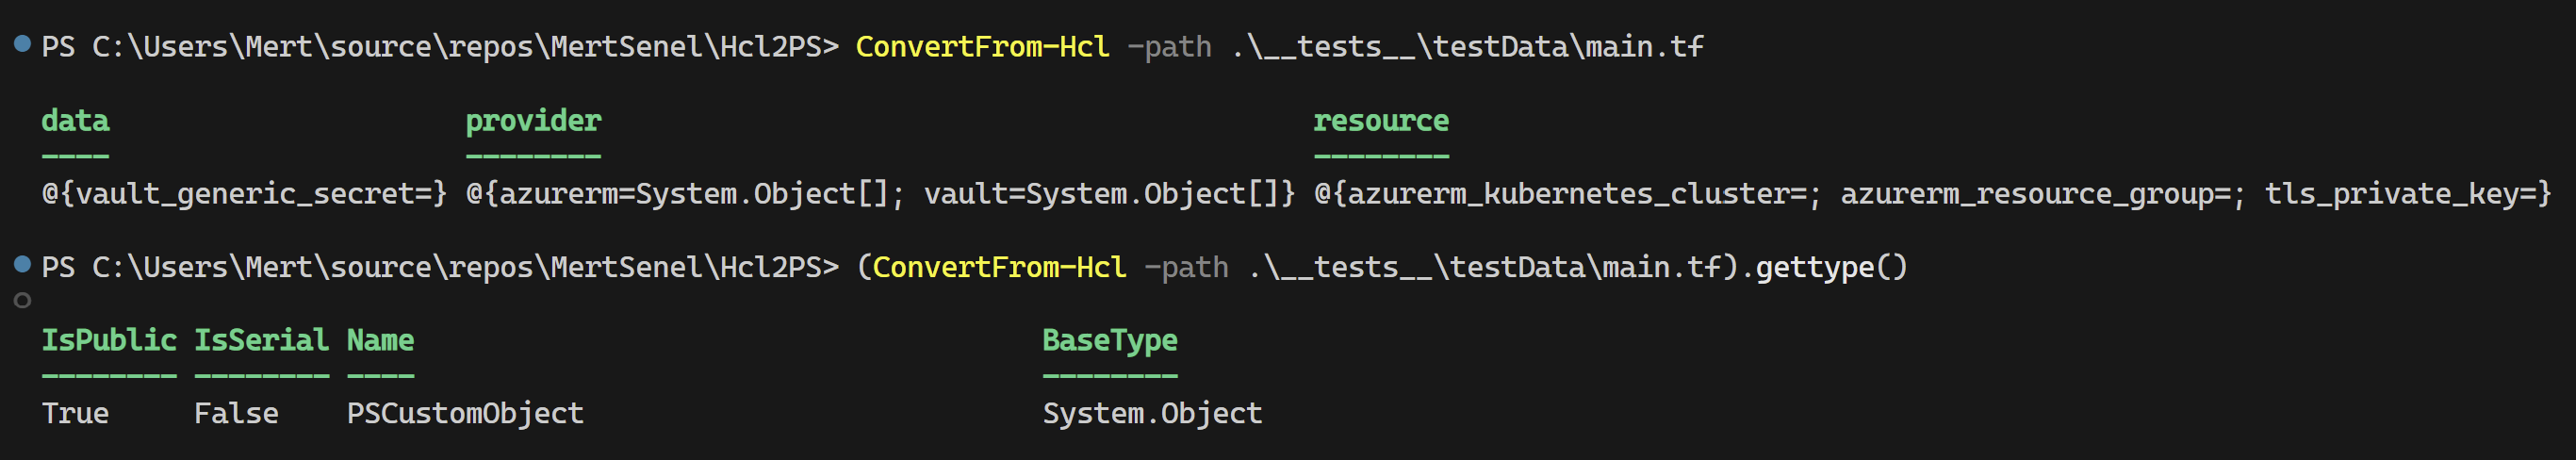 PS C:\Users\Mert\source\repos\MertSenel\Hcl2PS> ConvertFrom-Hcl -path .\__tests__\testData\main.tf
data provider resource
---- -------- --------
@{vault_generic_secret=} @{azurerm=System.Object[]; vault=System.Object[]} @{azurerm_kubernetes_cluster=; azurerm_resource_group=; tls_private_key=}
PS C:\Users\Mert\source\repos\MertSenel\Hcl2PS> (ConvertFrom-Hcl -path .\__tests__\testData\main.tf).gettype()
IsPublic IsSerial Name BaseType
-------- -------- ---- --------
True False PSCustomObject System.Object